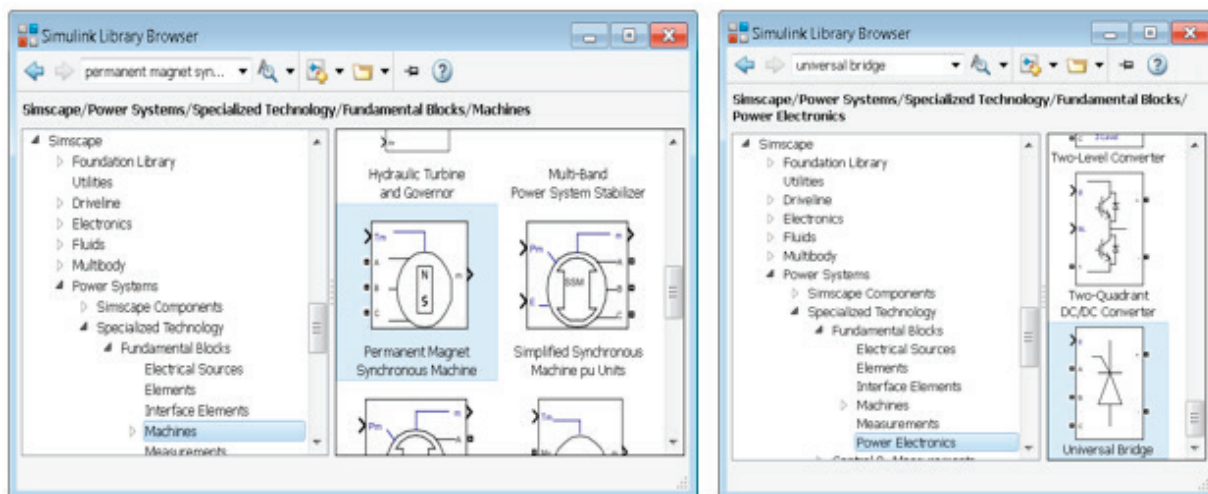 Simulink Library Browser
permanent magnet syn...
Simscape/Power Systems/Specialized Technology/Fundamental Blocks/Machines
Simscape
Foundation Library
Utilities
Driveline
Electronics
Fluids
Multibody
Power Systems
Simscape Components
Specialized Technology
Fundamental Blocks
Electrical Sources
Elements
Interface Elements
Machines
Measurements
Hydraulic Turbine
and Governor
Multi-Band
Power System Stabilizer
Tm
A
B
C
N
S
m
Permanent Magnet
Synchronous Machine
Pm
E
SSM
m
A
B
C
Simplified Synchronous
Machine pu Units
Pm
A
Tm
m
Simulink Library Browser
universal bridge
Simscape/Power Systems/Specialized Technology/Fundamental Blocks/
Power Electronics
Simscape
Foundation Library
Utilities
Driveline
Electronics
Fluids
Multibody
Power Systems
Simscape Components
Specialized Technology
Fundamental Blocks
Electrical Sources
Elements
Interface Elements
Machines
Measurements
Power Electronics
Two-Level Converter
Two-Quadrant
DC/DC Converter
Universal Bridge